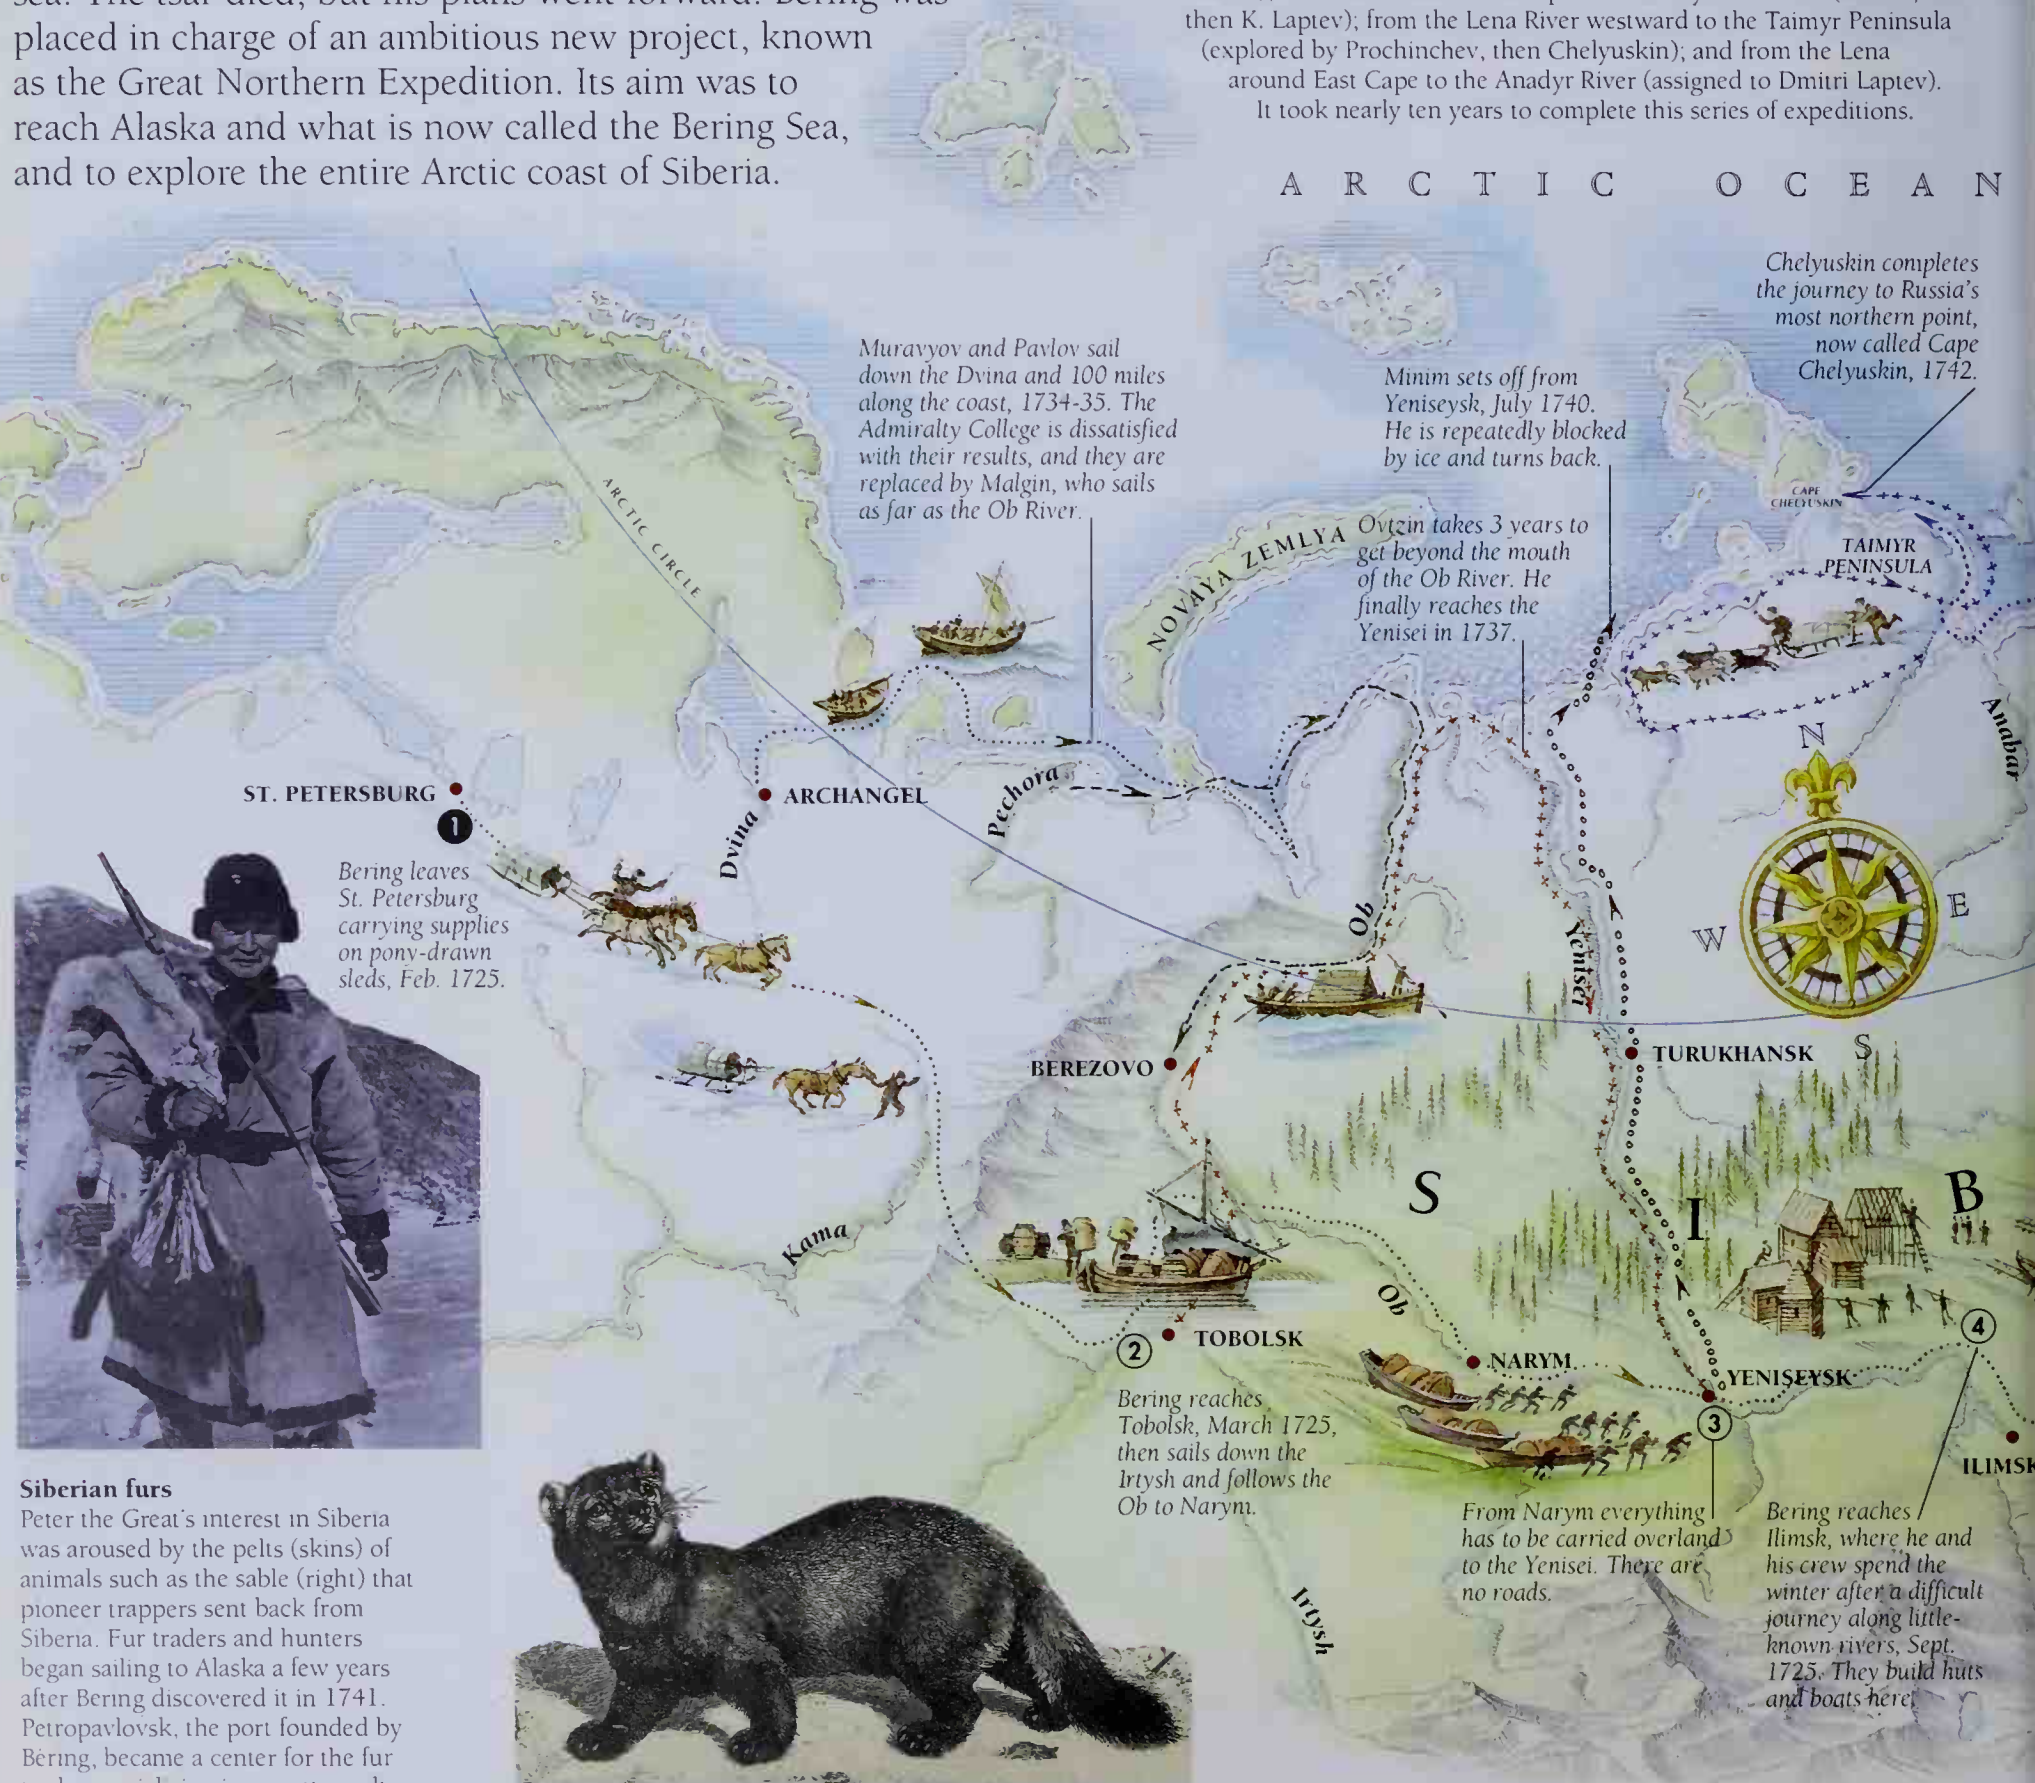 placed in charge of an ambitious new project, known
as the Great Northern Expedition. Its aim was to
reach Alaska and what is now called the Bering Sea,
and to explore the entire Arctic coast of Siberia.
then K. Laptev); from the Lena River westward to the Taimyr Peninsula
(explored by Prochinchev, then Chelyuskin); and from the Lena
around East Cape to the Anadyr River (assigned to Dmitri Laptev).
It took nearly ten years to complete this series of expeditions.
ARCTIC OCEAN
Chelyuskin completes
the journey to Russia's
most northern point,
now called Cape
Chelyuskin, 1742.
Muravyov and Pavlov sail
down the Dvina and 100 miles
along the coast, 1734-35. The
Admiralty College is dissatisfied
with their results, and they are
replaced by Malgin, who sails
as far as the Ob River.
Minim sets off from
Yeniseysk, July 1740.
He is repeatedly blocked
by ice and turns back.
Ovtzin takes 3 years to
get beyond the mouth
of the Ob River. He
finally reaches the
Yenisei in 1737.
ARCTIC CIRCLE
NOVAYA ZEMLYA
CAPE
CHELYUSKIN
TAIMYR
PENINSULA
Anabar
N
E
W
S
ST. PETERSBURG
1
ARCHANGEL
Dvina
Pechora
Ob
Yenisei
Bering leaves
St. Petersburg
carrying supplies
on pony-drawn
sleds, Feb. 1725.
BEREZOVO
TURUKHANSK
S I B
Kama
Ob
2
TOBOLSK
NARYM
YENISEYSK
3
4
ILIMSK
Bering reaches
Tobolsk, March 1725,
then sails down the
Irtysh and follows the
Ob to Narym.
From Narym everything
has to be carried overland
to the Yenisei. There are
no roads.
Bering reaches
Ilimsk, where he and
his crew spend the
winter after a difficult
journey along little-
known rivers, Sept.
1725. They build huts
and boats here.
Irtysh
Siberian furs
Peter the Great's interest in Siberia
was aroused by the pelts (skins) of
animals such as the sable (right) that
pioneer trappers sent back from
Siberia. Fur traders and hunters
began sailing to Alaska a few years
after Bering discovered it in 1741.
Petropavlovsk, the port founded by
Bering, became a center for the fur